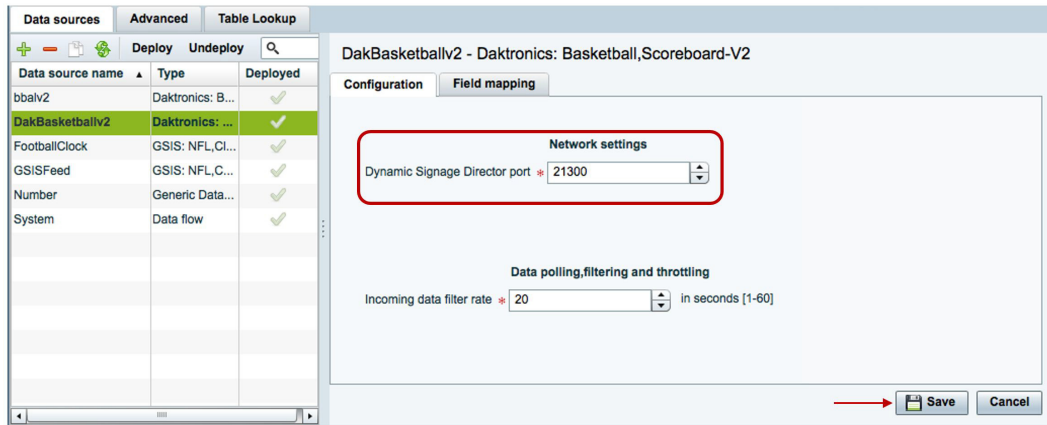 Data sources Advanced Table Lookup
Deploy Undeploy
Data source name Type Deployed
bbalv2 Daktronics: B...
DakBasketballv2 Daktronics: ...
FootballClock GSIS: NFL,Cl...
GSISFeed GSIS: NFL,C...
Number Generic Data...
System Data flow
DakBasketballv2 - Daktronics: Basketball,Scoreboard-V2
Configuration Field mapping
Network settings
Dynamic Signage Director port * 21300
Data polling,filtering and throttling
Incoming data filter rate * 20 in seconds [1-60]
Save Cancel